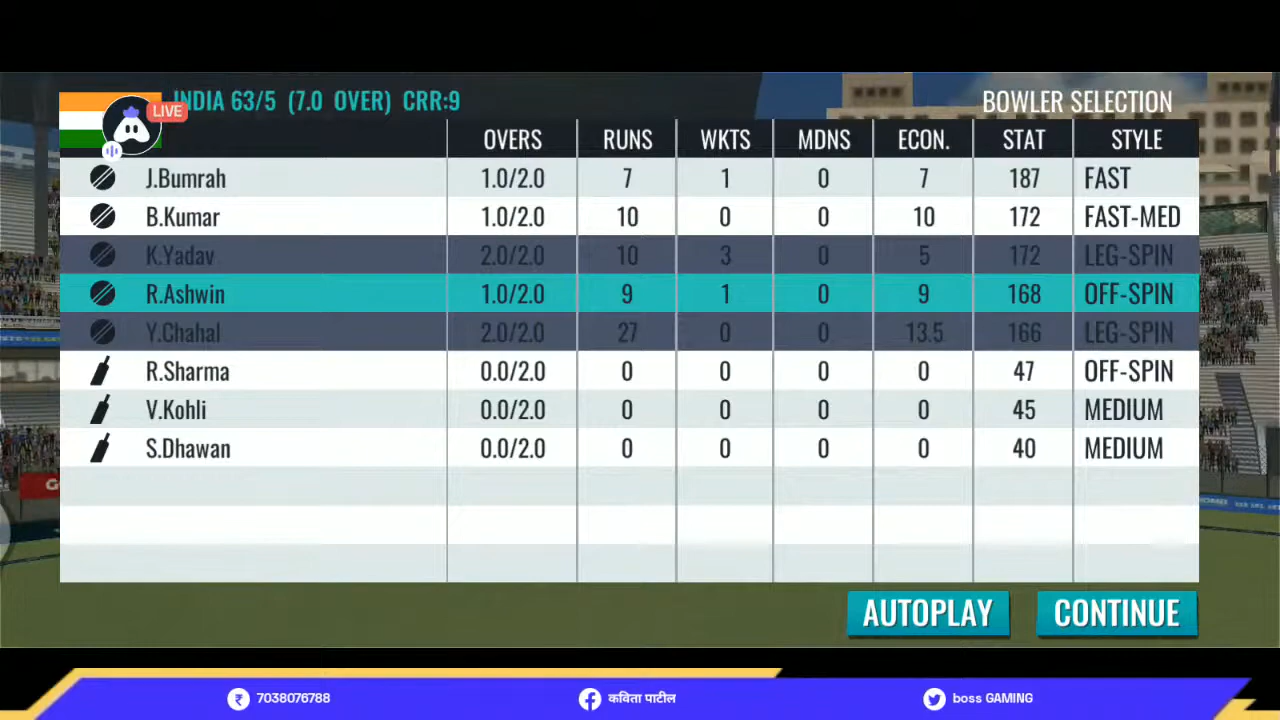 LIVE
INDIA 63/5 (7.0 OVER) CRR:9
BOWLER SELECTION
OVERS RUNS WKTS MDNS ECON. STAT STYLE
J.Bumrah 1.0/2.0 7 1 0 7 187 FAST
B.Kumar 1.0/2.0 10 0 0 10 172 FAST-MED
K.Yadav 2.0/2.0 10 3 0 5 172 LEG-SPIN
R.Ashwin 1.0/2.0 9 1 0 9 168 OFF-SPIN
Y.Chahal 2.0/2.0 27 0 0 13.5 166 LEG-SPIN
R.Sharma 0.0/2.0 0 0 0 0 47 OFF-SPIN
V.Kohli 0.0/2.0 0 0 0 0 45 MEDIUM
S.Dhawan 0.0/2.0 0 0 0 0 40 MEDIUM
AUTOPLAY CONTINUE
₹ 7038076788 कविता पाटील boss GAMING